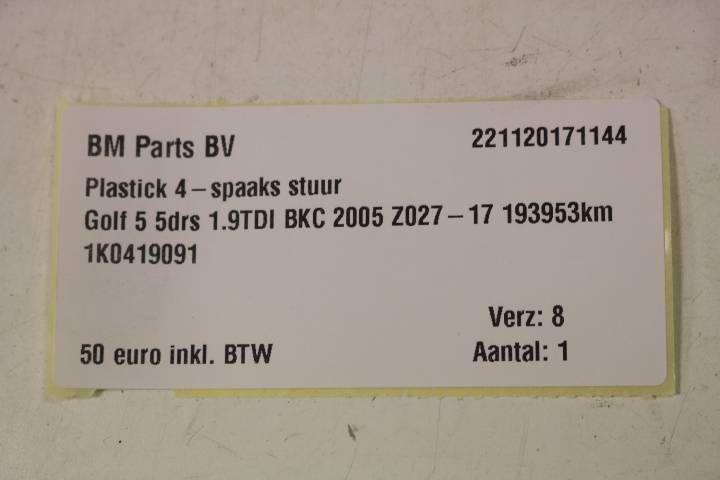 BM Parts BV 221120171144
Plastick 4-spaaks stuur
Golf 5 5drs 1.9TDI BKC 2005 Z027-17 193953km
1K0419091
Verz: 8
50 euro inkl. BTW Aantal: 1